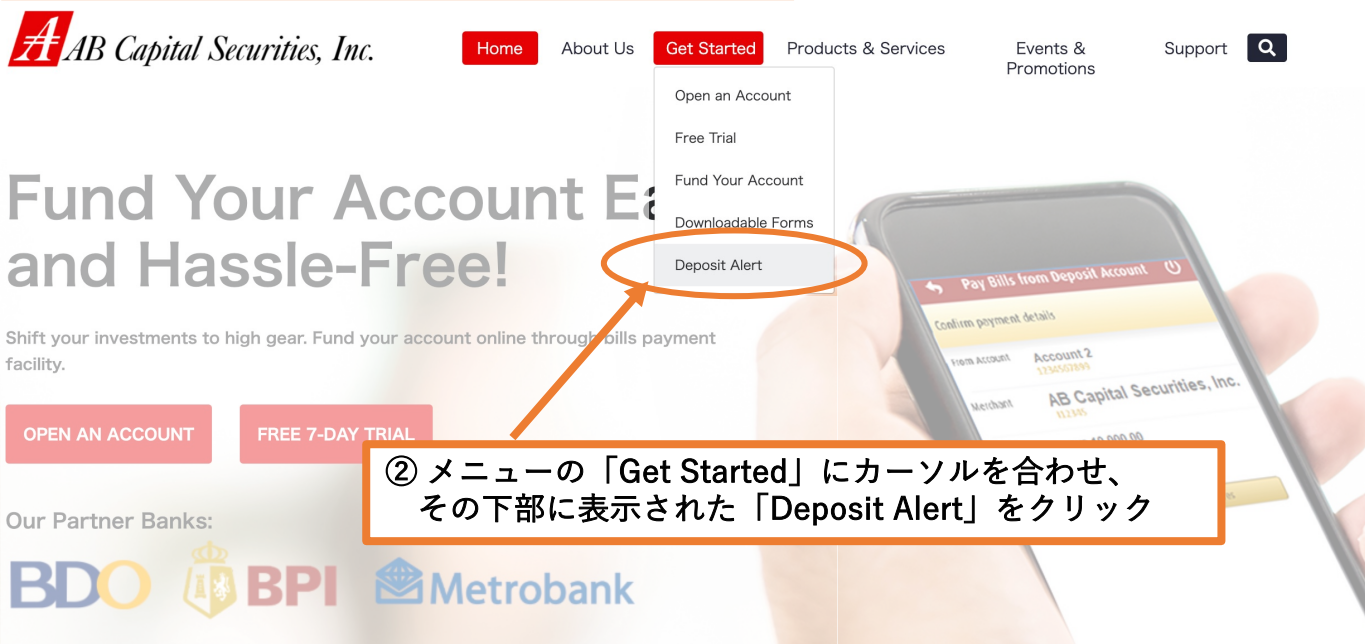 AB Capital Securities, Inc.
Home
About Us
Get Started
Products & Services
Events &
Promotions
Support
Open an Account
Free Trial
Fund Your Account
Downloadable Forms
Deposit Alert
Fund Your Account Ea
and Hassle-Free!
Shift your investments to high gear. Fund your account online through bills payment
facility.
OPEN AN ACCOUNT
FREE 7-DAY TRIAL
② メニューの「Get Started」にカーソルを合わせ、
その下部に表示された「Deposit Alert」をクリック
Our Partner Banks:
BDO
BPI
Metrobank
Pay Bills from Deposit Account
Confirm payment details
From Account
Account 2
Merchant
AB Capital Securities, Inc.